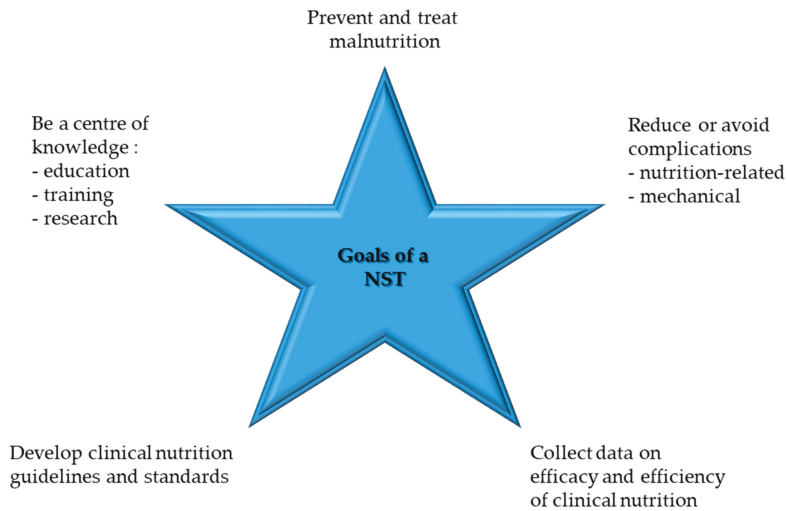 Prevent and treat
malnutrition
Be a centre of
knowledge :
- education
- training
- research
Reduce or avoid
complications
- nutrition-related
- mechanical
Goals of a
NST
Develop clinical nutrition
guidelines and standards
Collect data on
efficacy and efficiency
of clinical nutrition